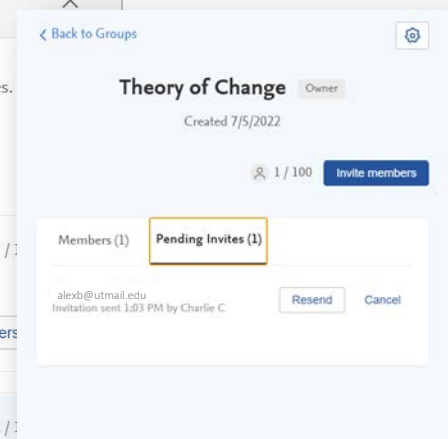 Back to Groups
Theory of Change Owner
Created 7/5/2022
1 / 100 Invite members
Members (1) Pending Invites (1)
alexb@utmail.edu Resend Cancel
Invitation sent 1:03 PM by Charlie C